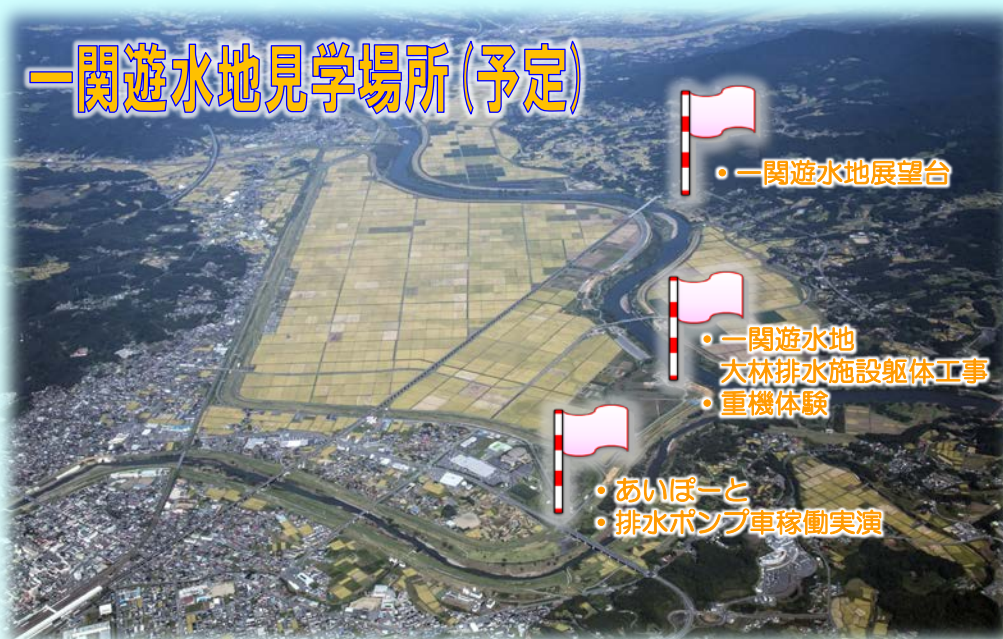 一関遊水地見学場所(予定)
・一関遊水地展望台
・一関遊水地
大林排水施設躯体工事
・重機体験
・あいぽーと
・排水ポンプ車稼働実演